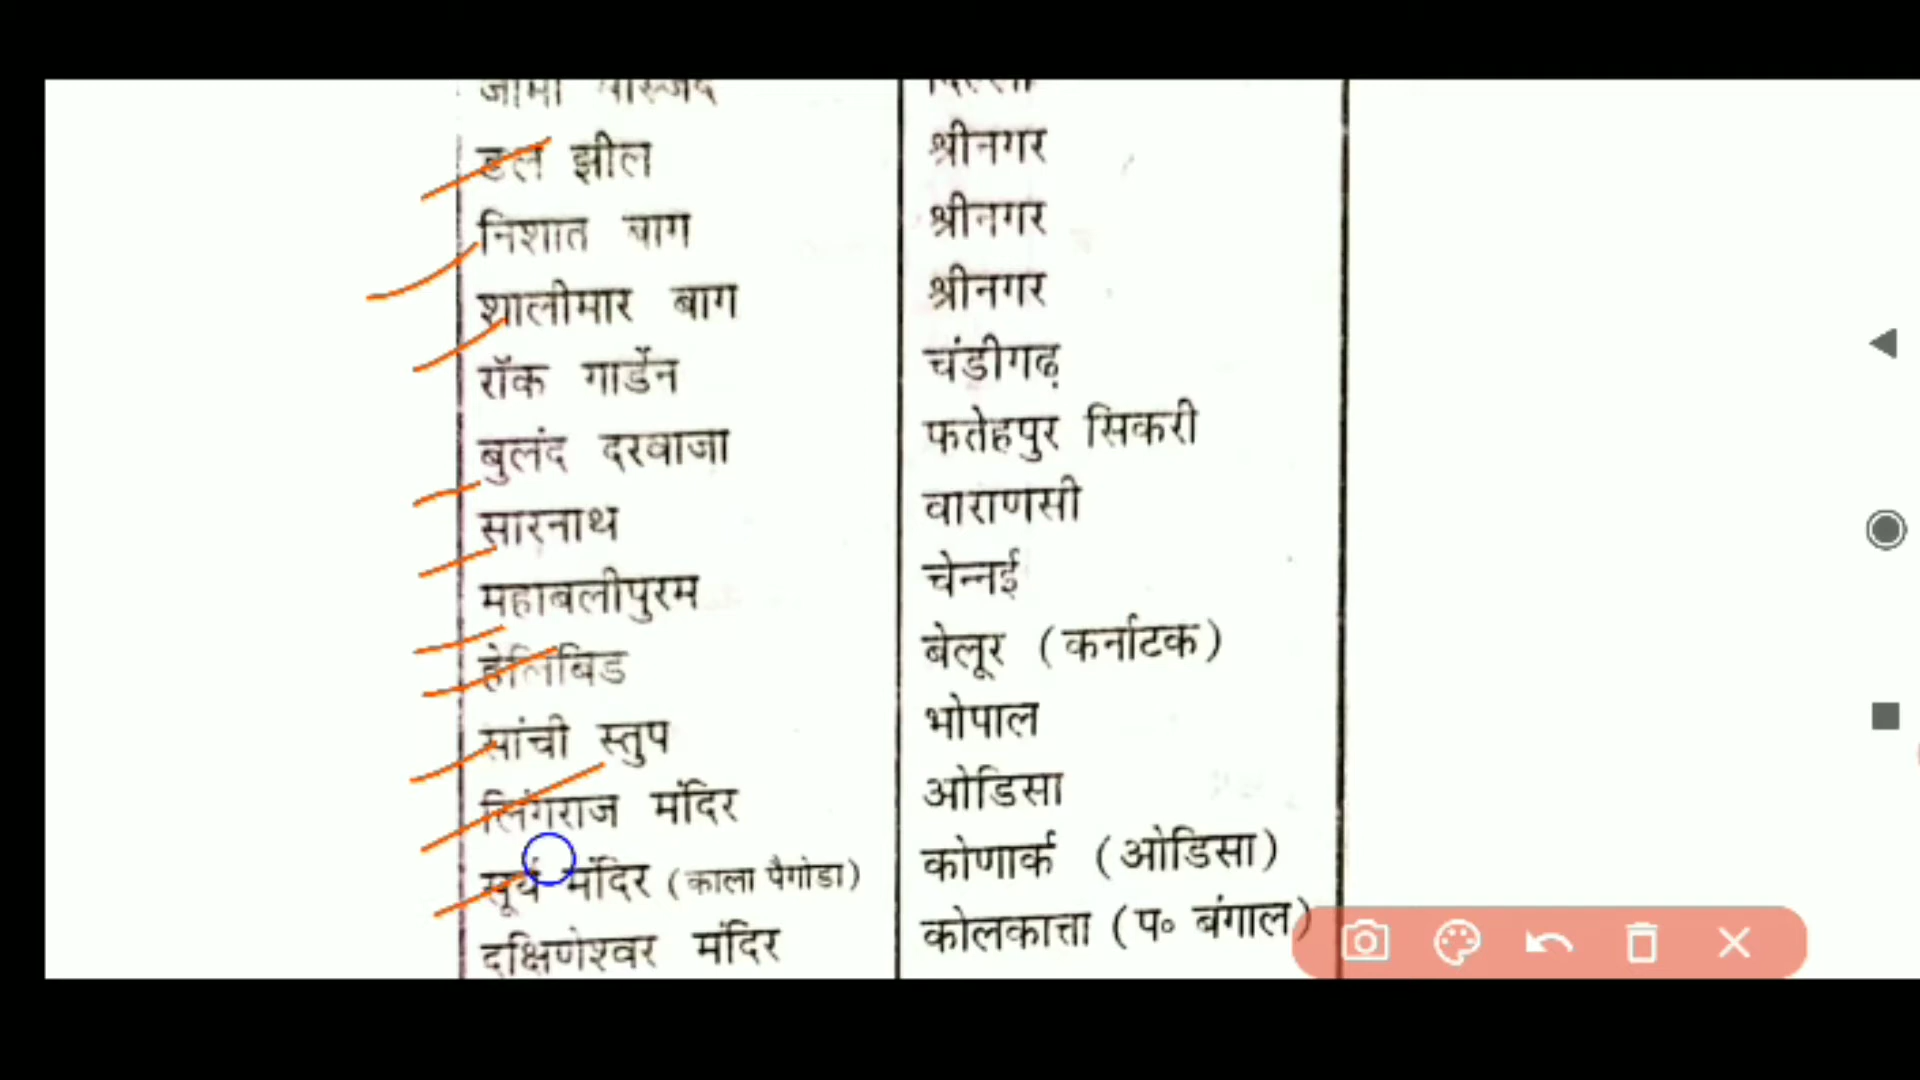 जामा मस्जिद दिल्ली
डल झील श्रीनगर
निशात बाग श्रीनगर
शालीमार बाग श्रीनगर
रॉक गार्डेन चंडीगढ़
बुलंद दरवाजा फतेहपुर सिकरी
सारनाथ वाराणसी
महाबलीपुरम चेन्नई
हेलिबिड बेलूर (कर्नाटक)
सांची स्तुप भोपाल
लिंगराज मंदिर ओडिसा
सूर्य मंदिर (काला पैगोडा) कोणार्क (ओडिसा)
दक्षिणेश्वर मंदिर कोलकात्ता (प० बंगाल)